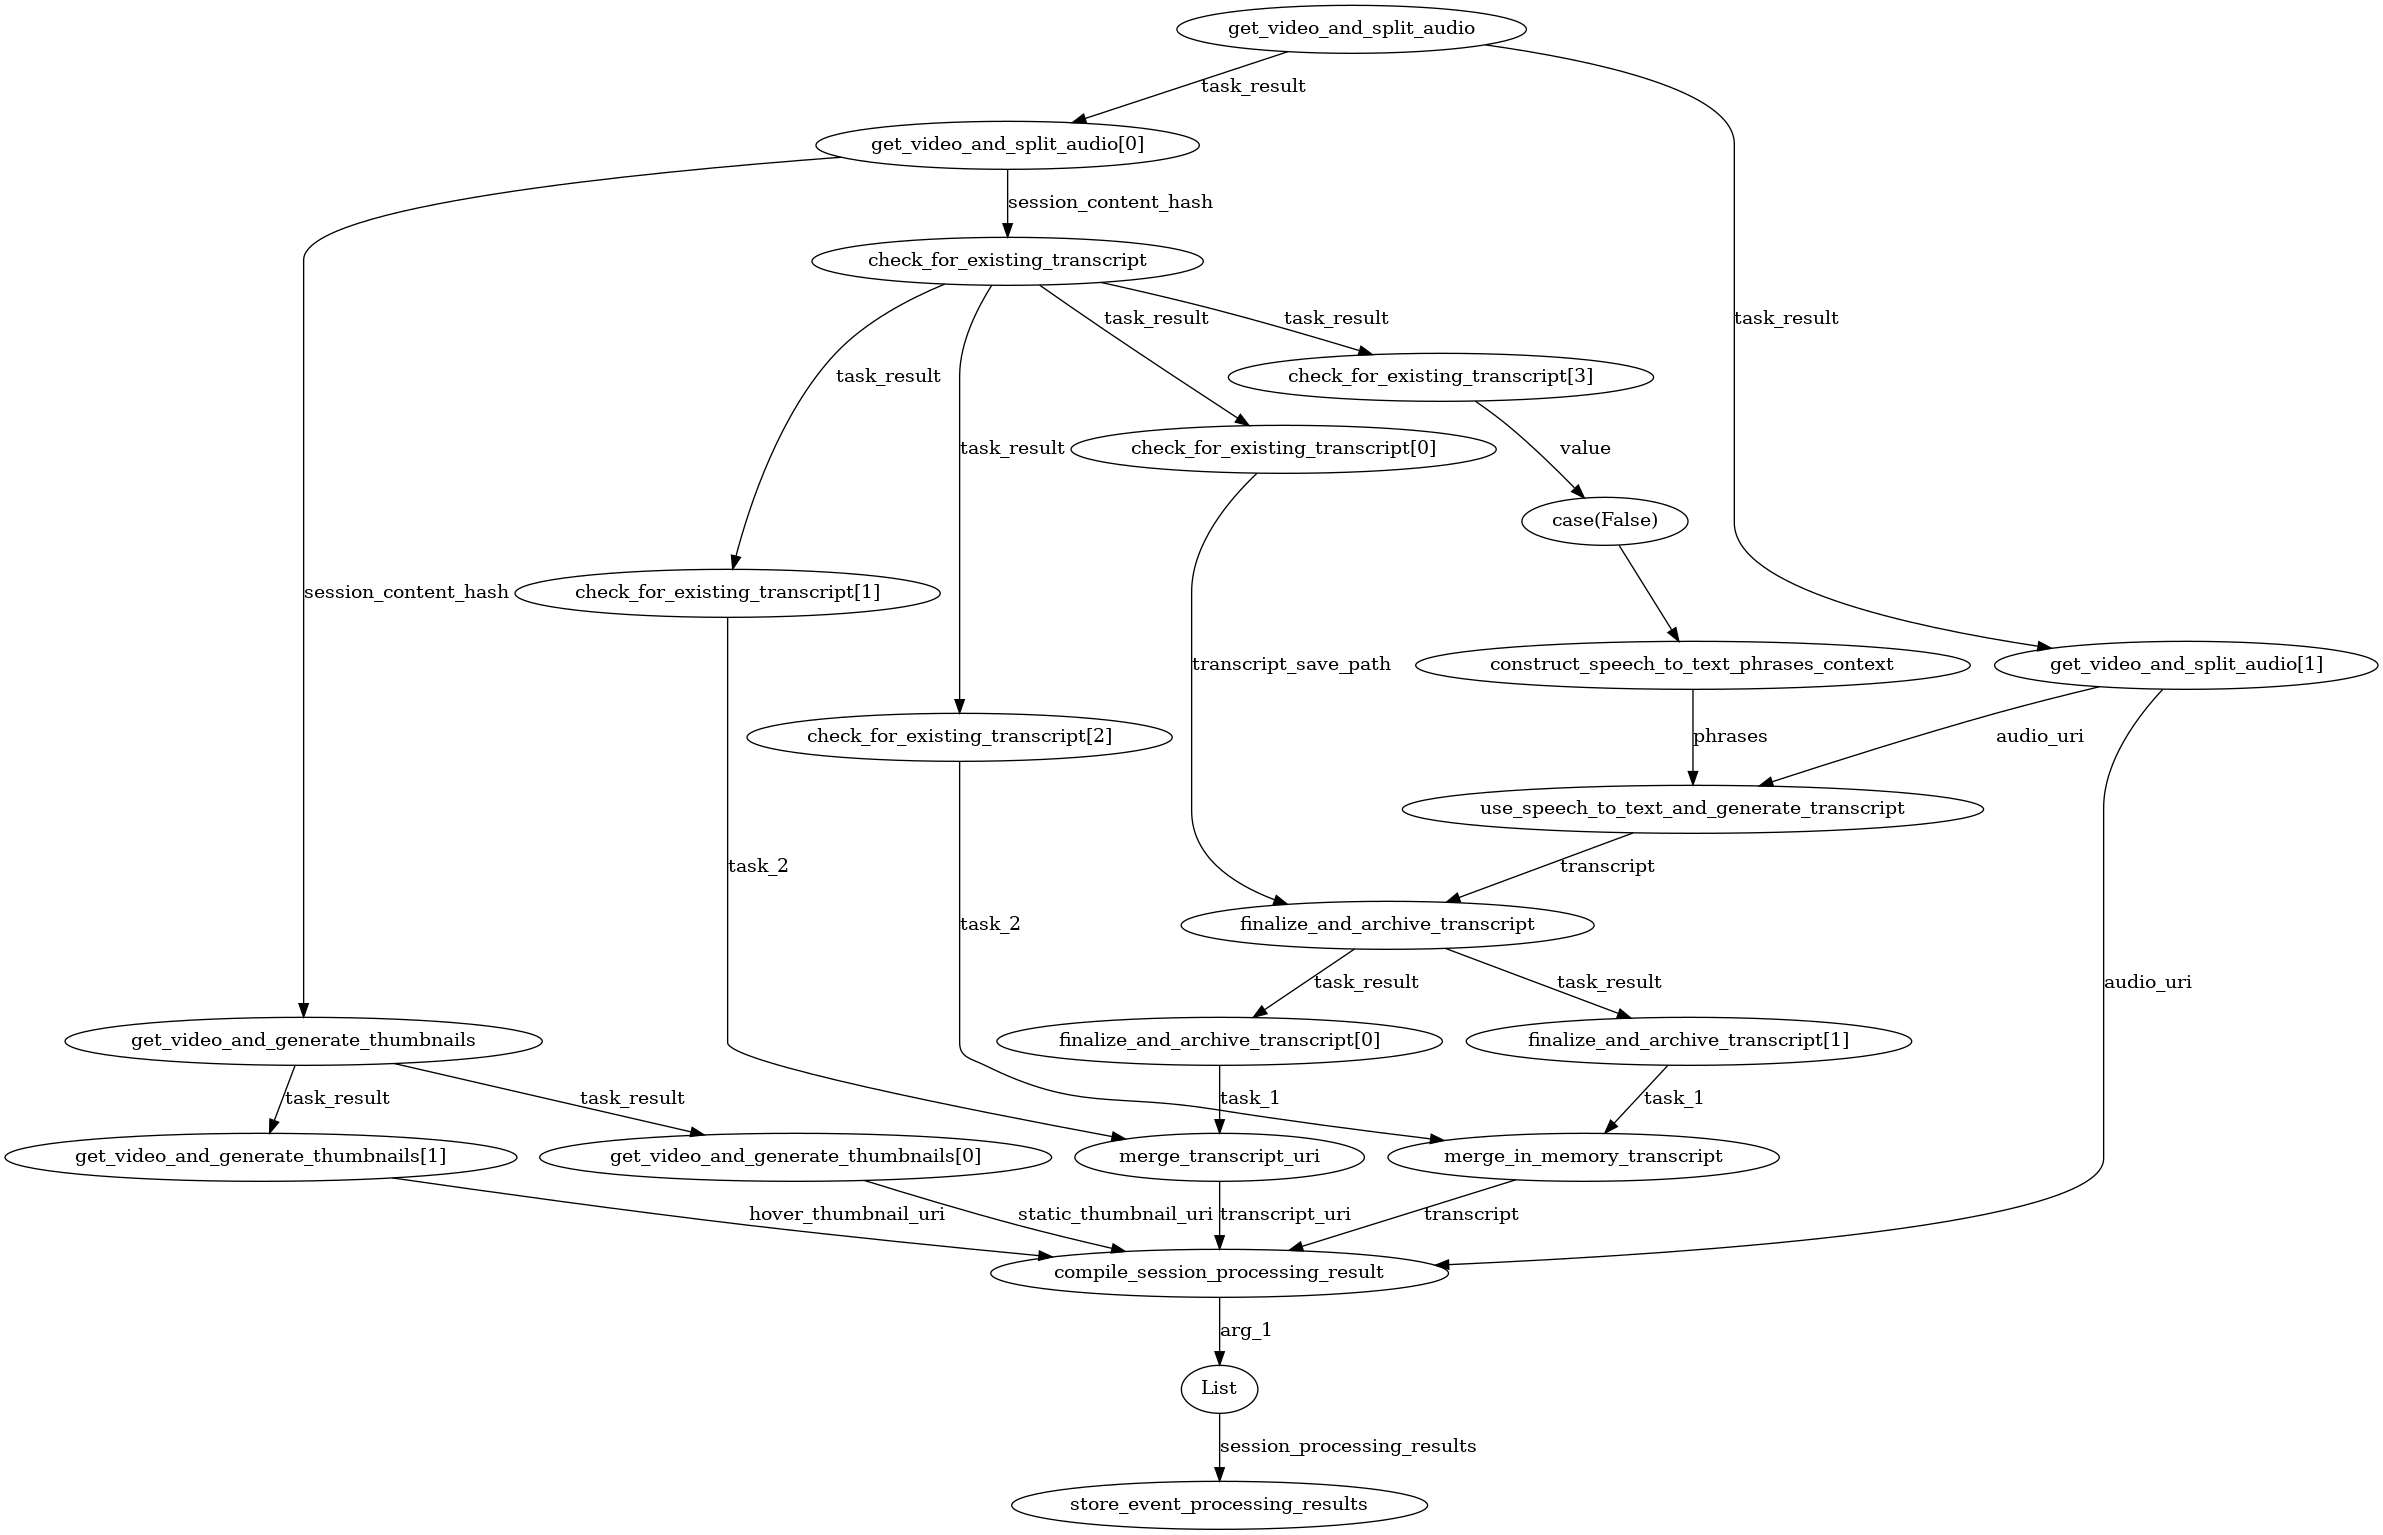 get_video_and_split_audio
task_result
get_video_and_split_audio[0]
session_content_hash
check_for_existing_transcript
task_result
task_result
task_result
task_result
check_for_existing_transcript[3]
task_result
check_for_existing_transcript[0]
value
case(False)
session_content_hash
check_for_existing_transcript[1]
transcript_save_path
construct_speech_to_text_phrases_context
get_video_and_split_audio[1]
check_for_existing_transcript[2]
phrases
audio_uri
use_speech_to_text_and_generate_transcript
task_2
transcript
task_2
finalize_and_archive_transcript
task_result
task_result
audio_uri
get_video_and_generate_thumbnails
finalize_and_archive_transcript[0]
finalize_and_archive_transcript[1]
task_result
task_result
task_1
task_1
get_video_and_generate_thumbnails[1]
get_video_and_generate_thumbnails[0]
merge_transcript_uri
merge_in_memory_transcript
hover_thumbnail_uri
static_thumbnail_uri
transcript_uri
transcript
compile_session_processing_result
arg_1
List
session_processing_results
store_event_processing_results